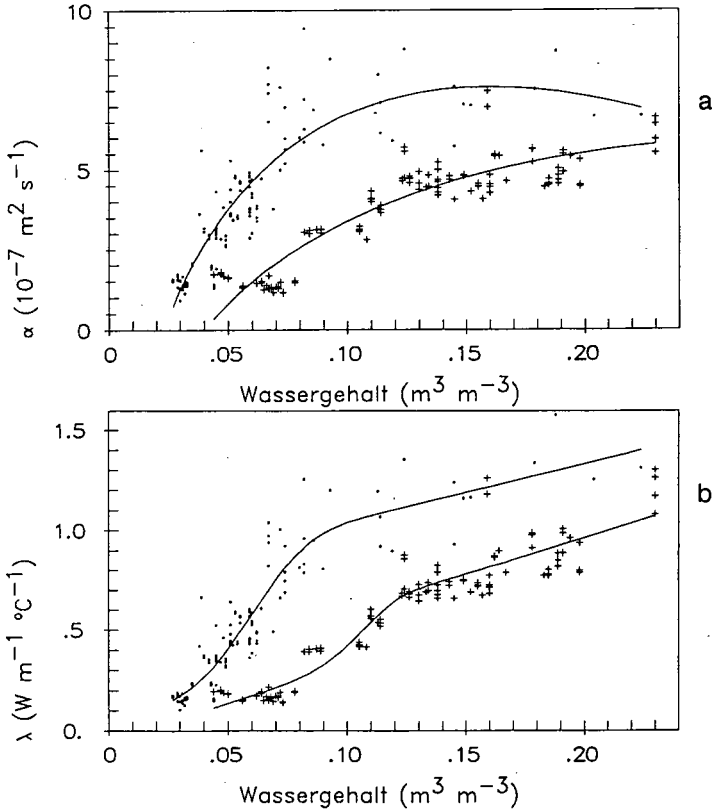 10
a
5
0
α (10⁻⁷ m² s⁻¹)
0 .05 .10 .15 .20
Wassergehalt (m³ m⁻³)
1.5
b
1.0
.5
0.
λ (W m⁻¹ °C⁻¹)
0 .05 .10 .15 .20
Wassergehalt (m³ m⁻³)